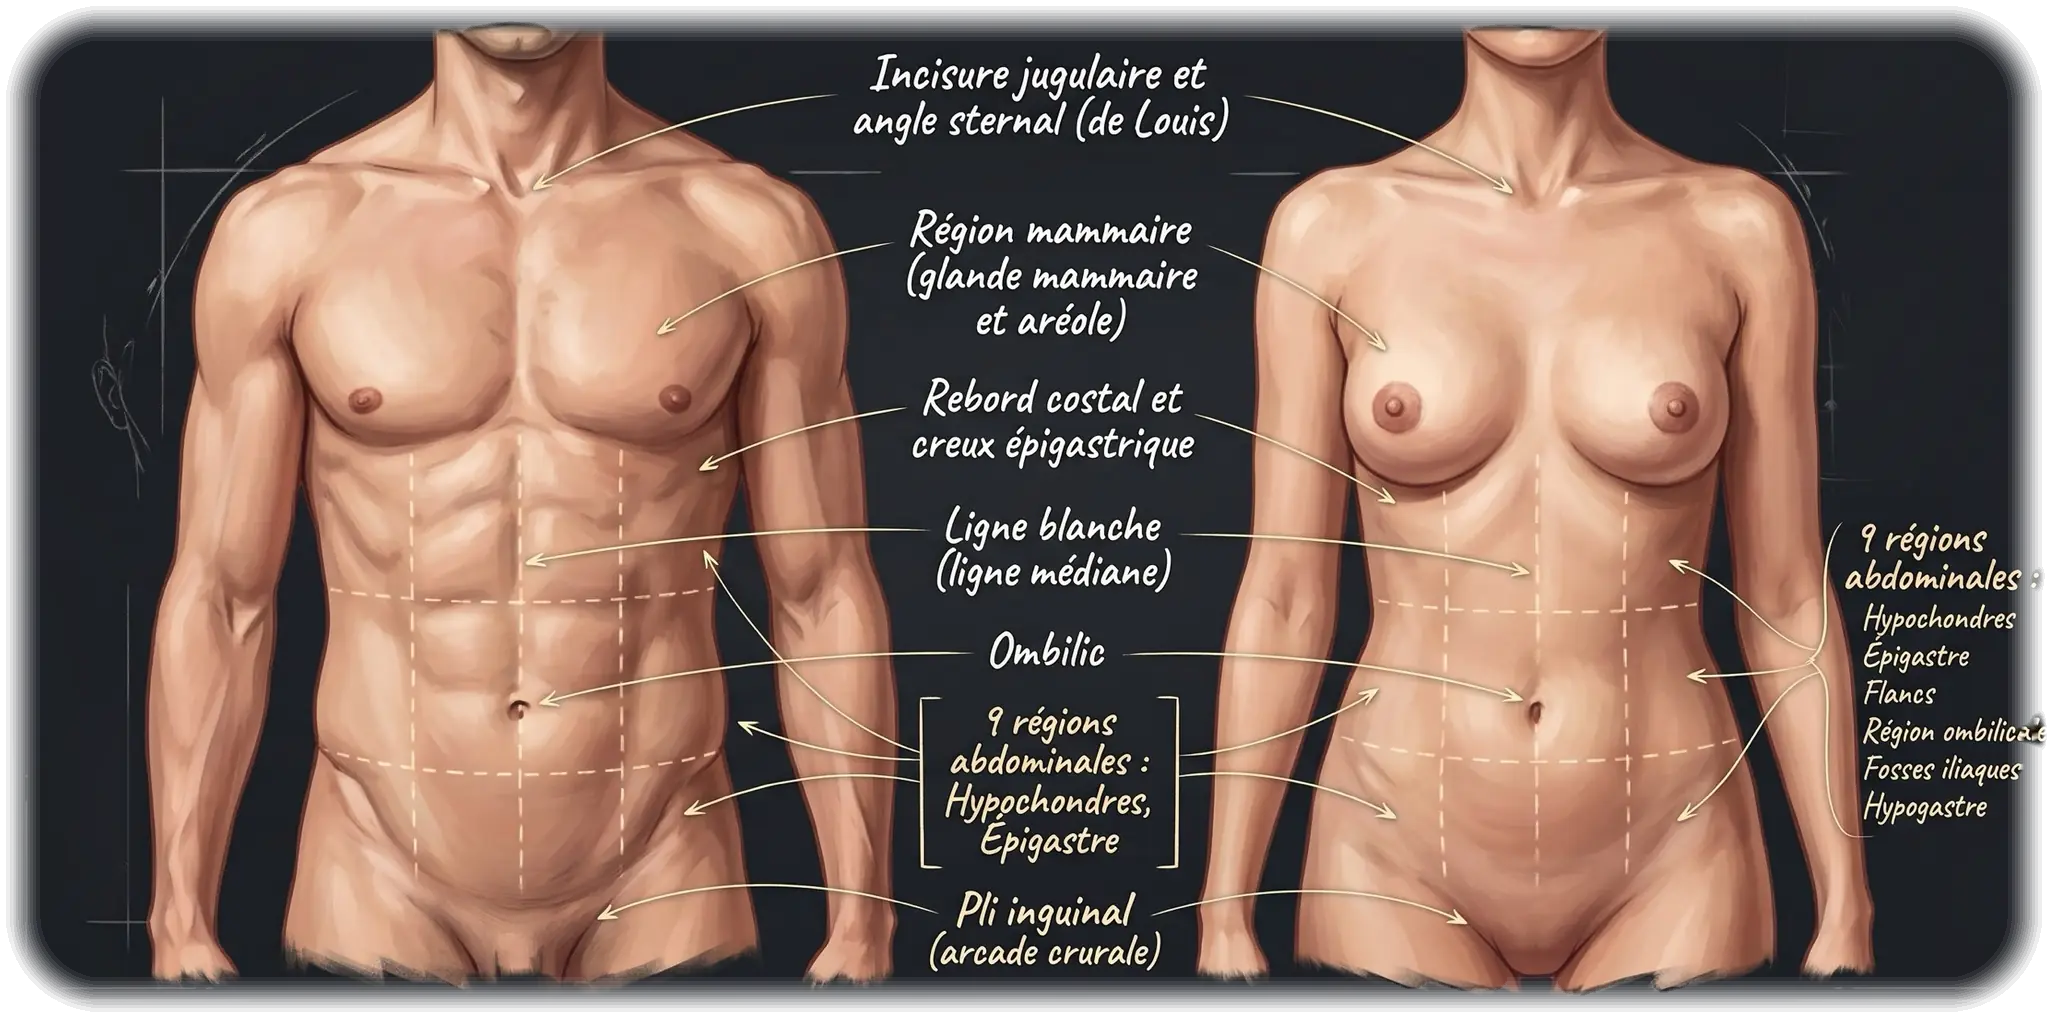 Incisure jugulaire et
angle sternal (de Louis)
Région mammaire
(glande mammaire
et aréole)
Rebord costal et
creux épigastrique
Ligne blanche
(ligne médiane)
Ombilic
9 régions
abdominales :
Hypochondres,
Épigastre
Pli inguinal
(arcade crurale)
9 régions
abdominales :
Hypochondres
Épigastre
Flancs
Région ombilicale
Fosses iliaques
Hypogastre